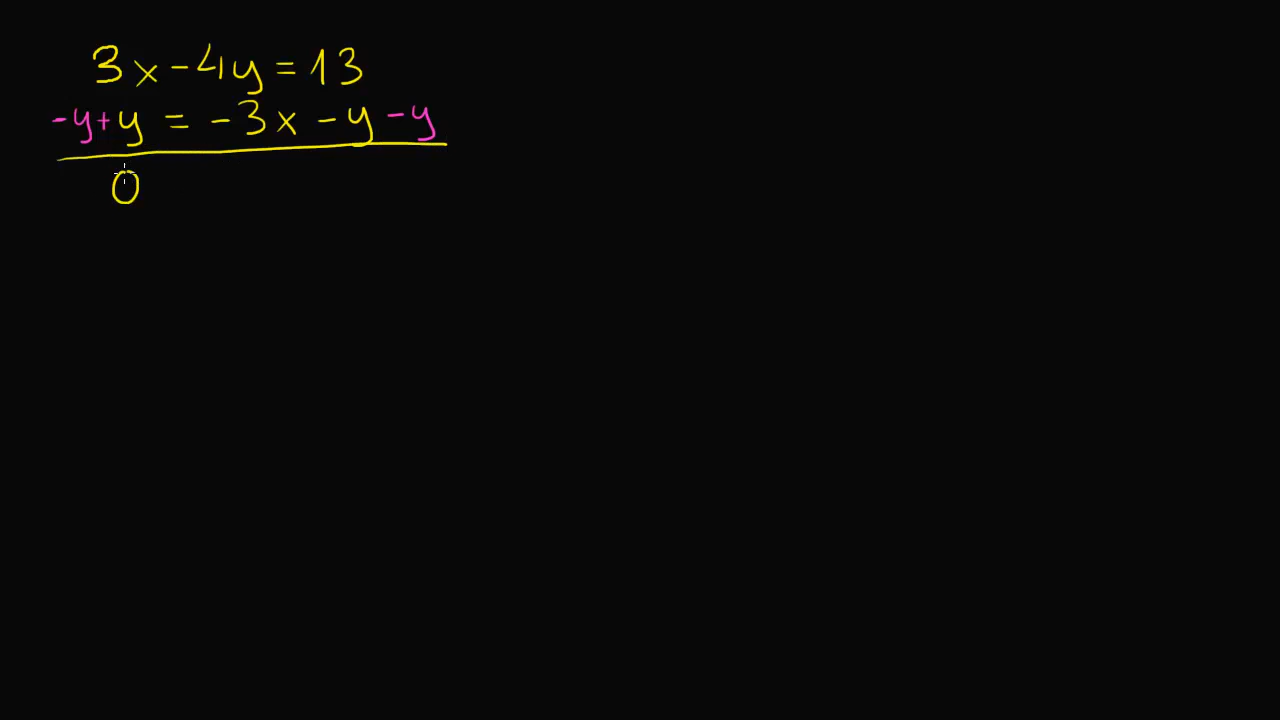 3x - 4y = 13
-y + y = -3x - y - y
0